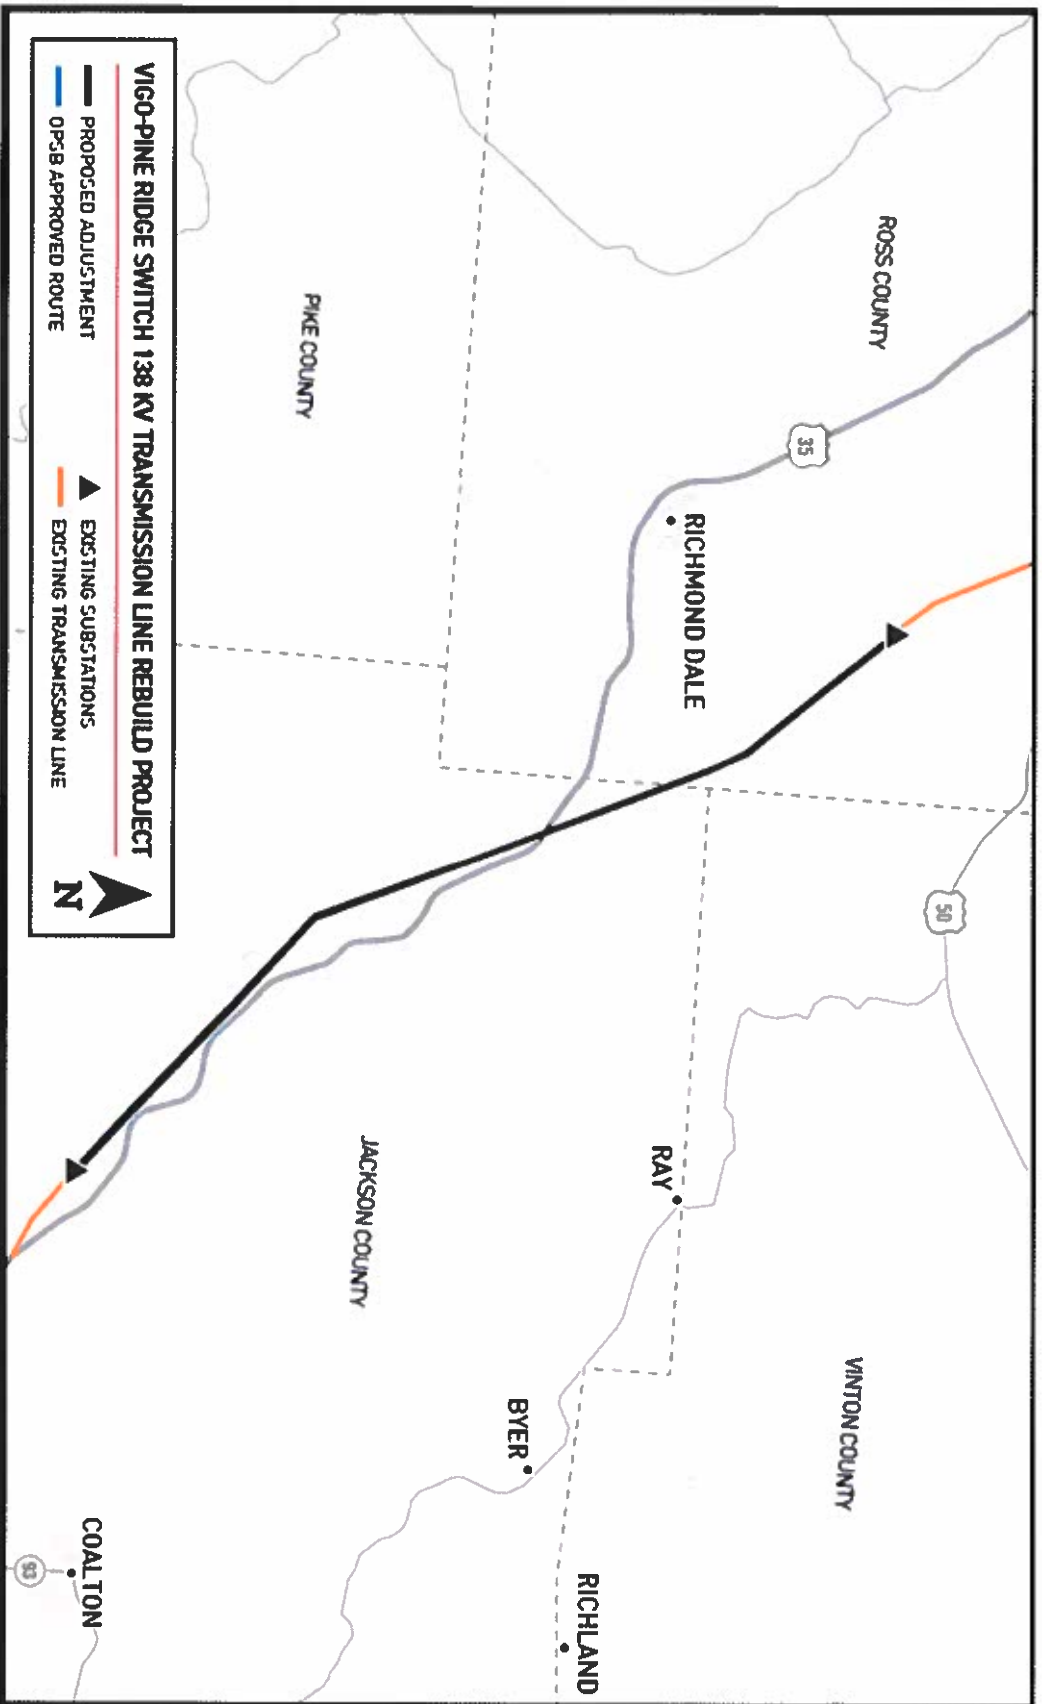 ROSS COUNTY
35
RICHMOND DALE
50
VINTON COUNTY
RAY
PIKE COUNTY
JACKSON COUNTY
BYER
RICHLAND
COALTON
93
VIGO-PINE RIDGE SWITCH 138 KV TRANSMISSION LINE REBUILD PROJECT
PROPOSED ADJUSTMENT
EXISTING SUBSTATIONS
OPSB APPROVED ROUTE
EXISTING TRANSMISSION LINE
N